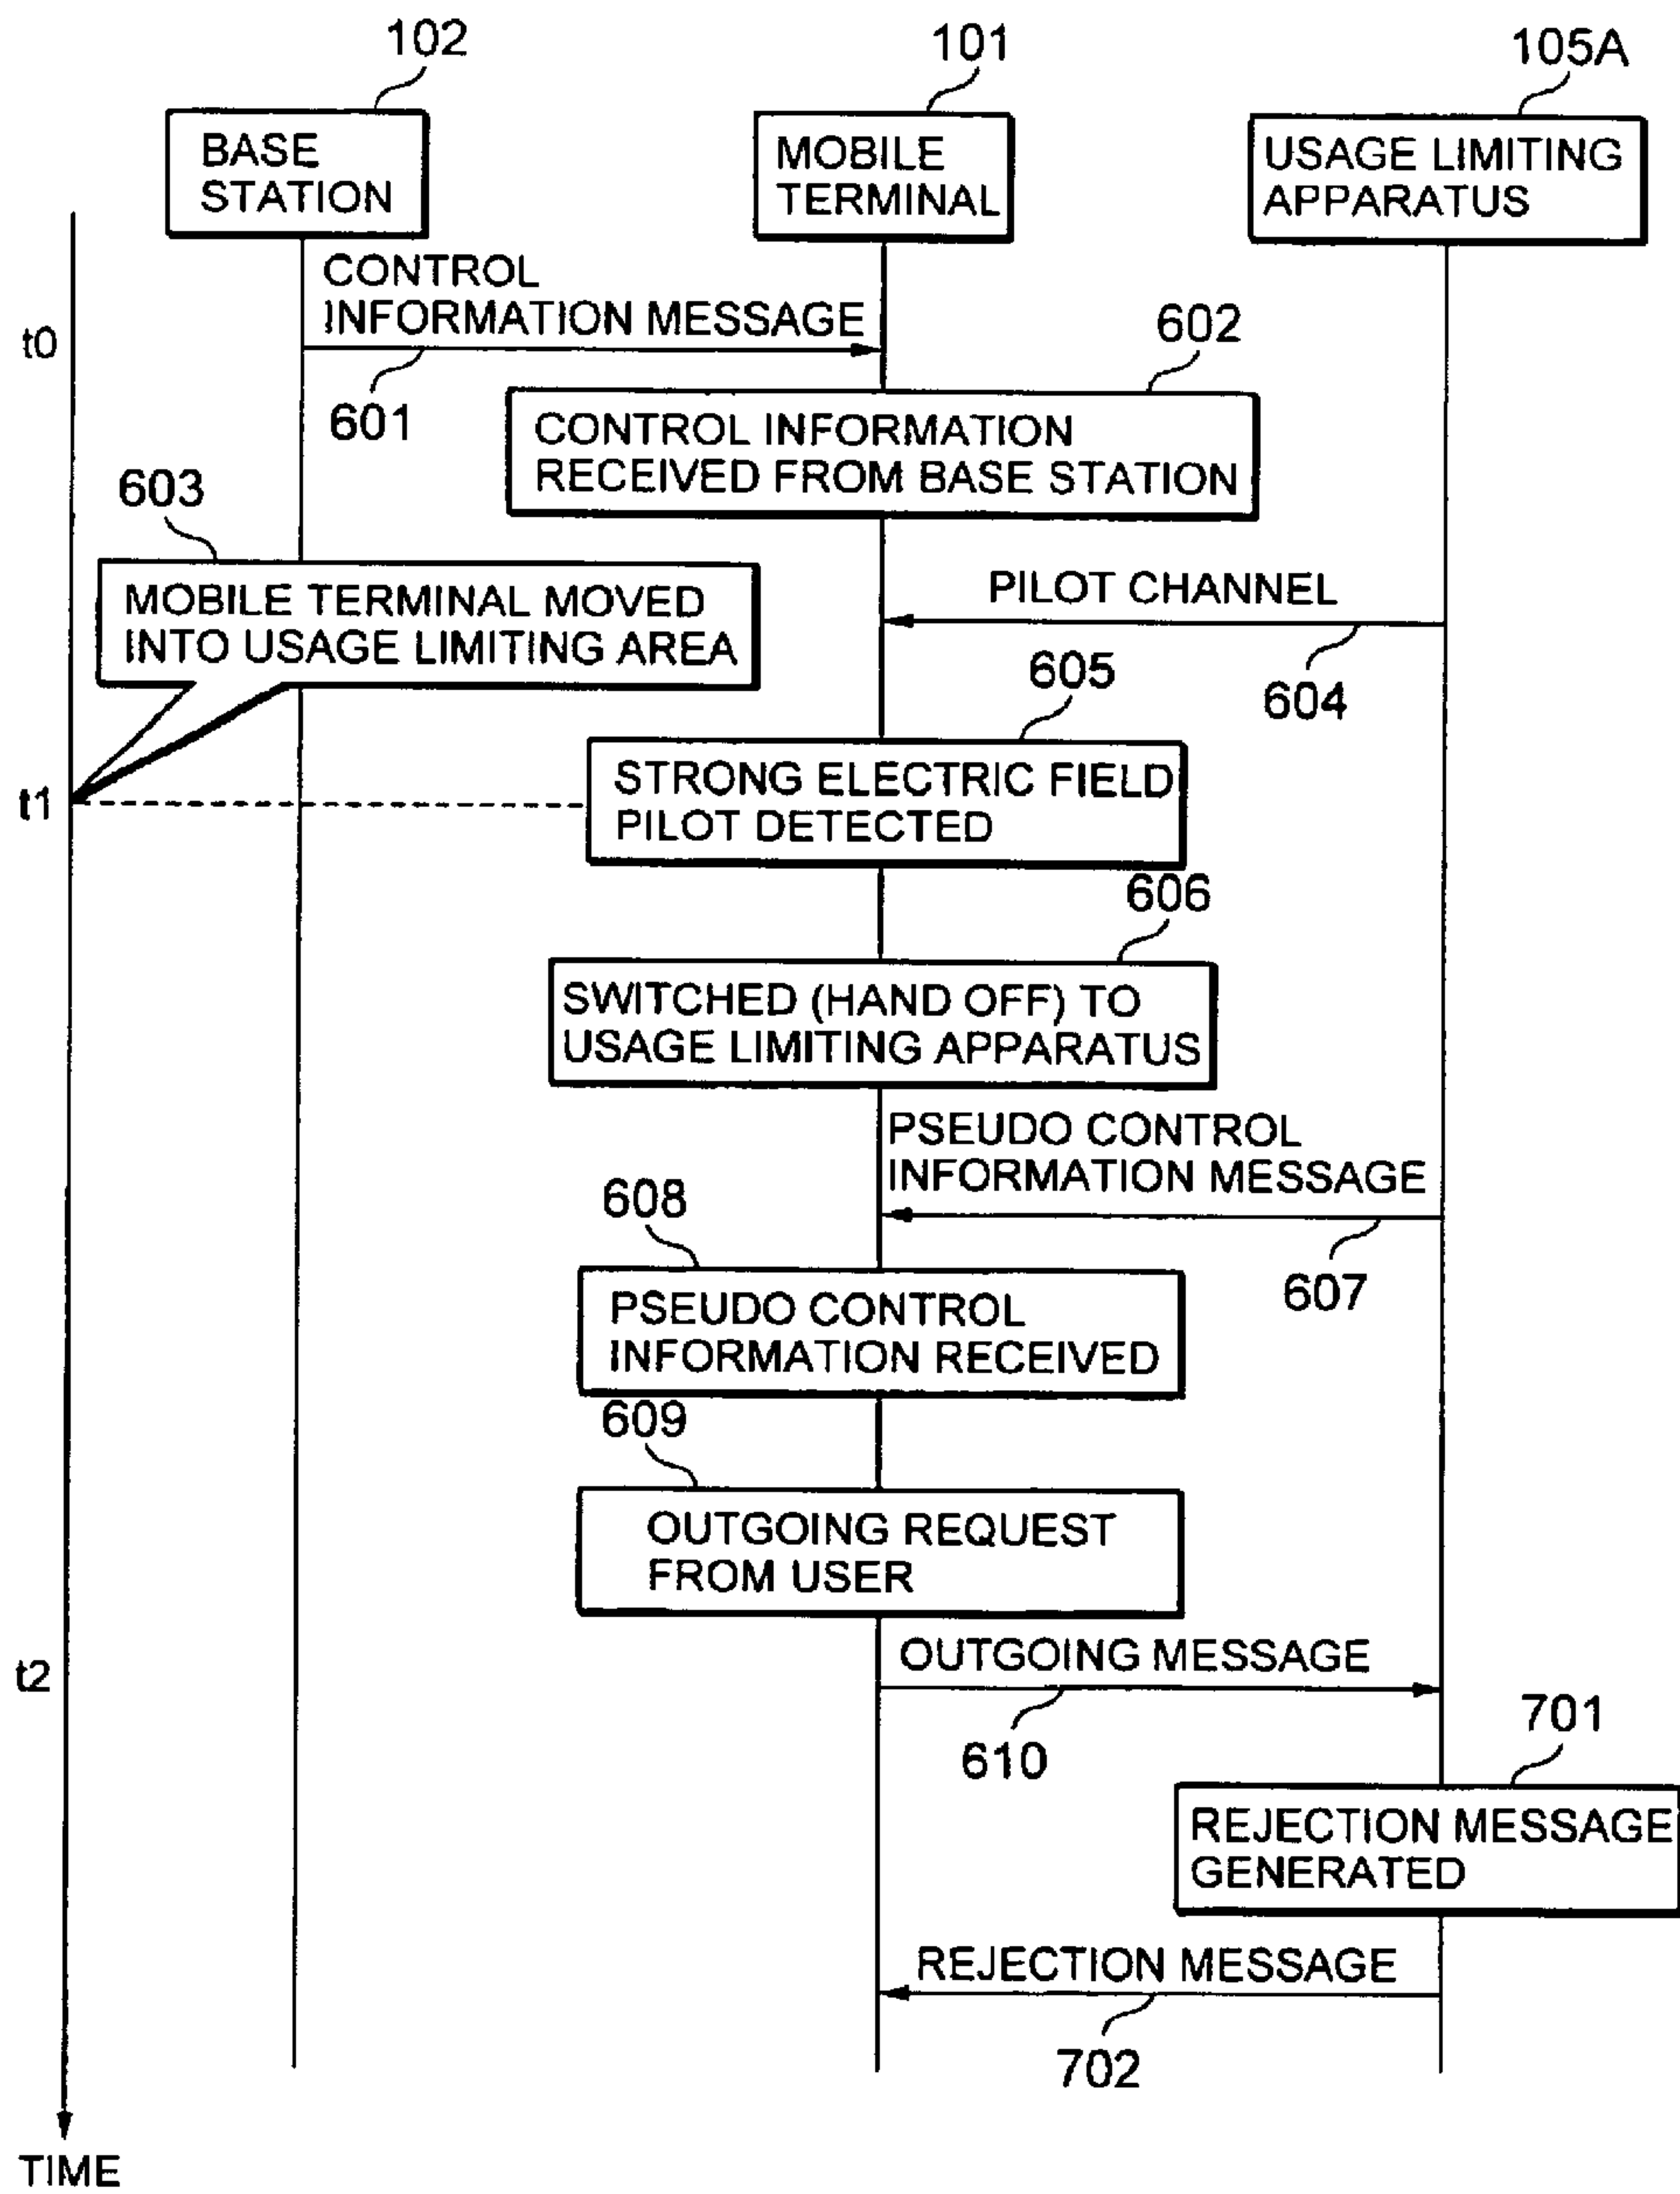 102
101
105A
BASE
STATION
MOBILE
TERMINAL
USAGE LIMITING
APPARATUS
CONTROL
INFORMATION MESSAGE
t0
601
602
CONTROL INFORMATION
RECEIVED FROM BASE STATION
603
MOBILE TERMINAL MOVED
INTO USAGE LIMITING AREA
PILOT CHANNEL
604
605
t1
STRONG ELECTRIC FIELD
PILOT DETECTED
606
SWITCHED (HAND OFF) TO
USAGE LIMITING APPARATUS
PSEUDO CONTROL
INFORMATION MESSAGE
607
608
PSEUDO CONTROL
INFORMATION RECEIVED
609
OUTGOING REQUEST
FROM USER
t2
OUTGOING MESSAGE
610
701
REJECTION MESSAGE
GENERATED
REJECTION MESSAGE
702
TIME